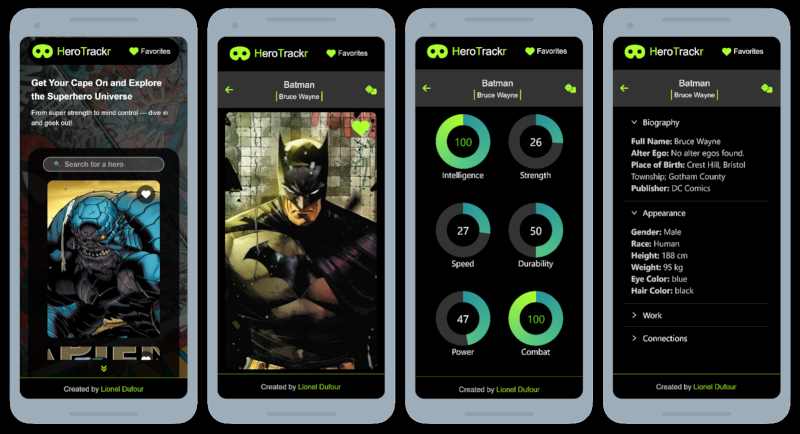 HeroTrackr
Favorites
Get Your Cape On and Explore
the Superhero Universe
From super strength to mind control — dive in
and geek out!
Search for a hero
Created by Lionel Dufour
HeroTrackr
Favorites
Batman
Bruce Wayne
Created by Lionel Dufour
HeroTrackr
Favorites
Batman
Bruce Wayne
100
Intelligence
26
Strength
27
Speed
50
Durability
47
Power
100
Combat
Created by Lionel Dufour
HeroTrackr
Favorites
Batman
Bruce Wayne
Biography
Full Name: Bruce Wayne
Alter Ego: No alter egos found.
Place of Birth: Crest Hill, Bristol
Township; Gotham County
Publisher: DC Comics
Appearance
Gender: Male
Race: Human
Height: 188 cm
Weight: 95 kg
Eye Color: blue
Hair Color: black
Work
Connections
Created by Lionel Dufour